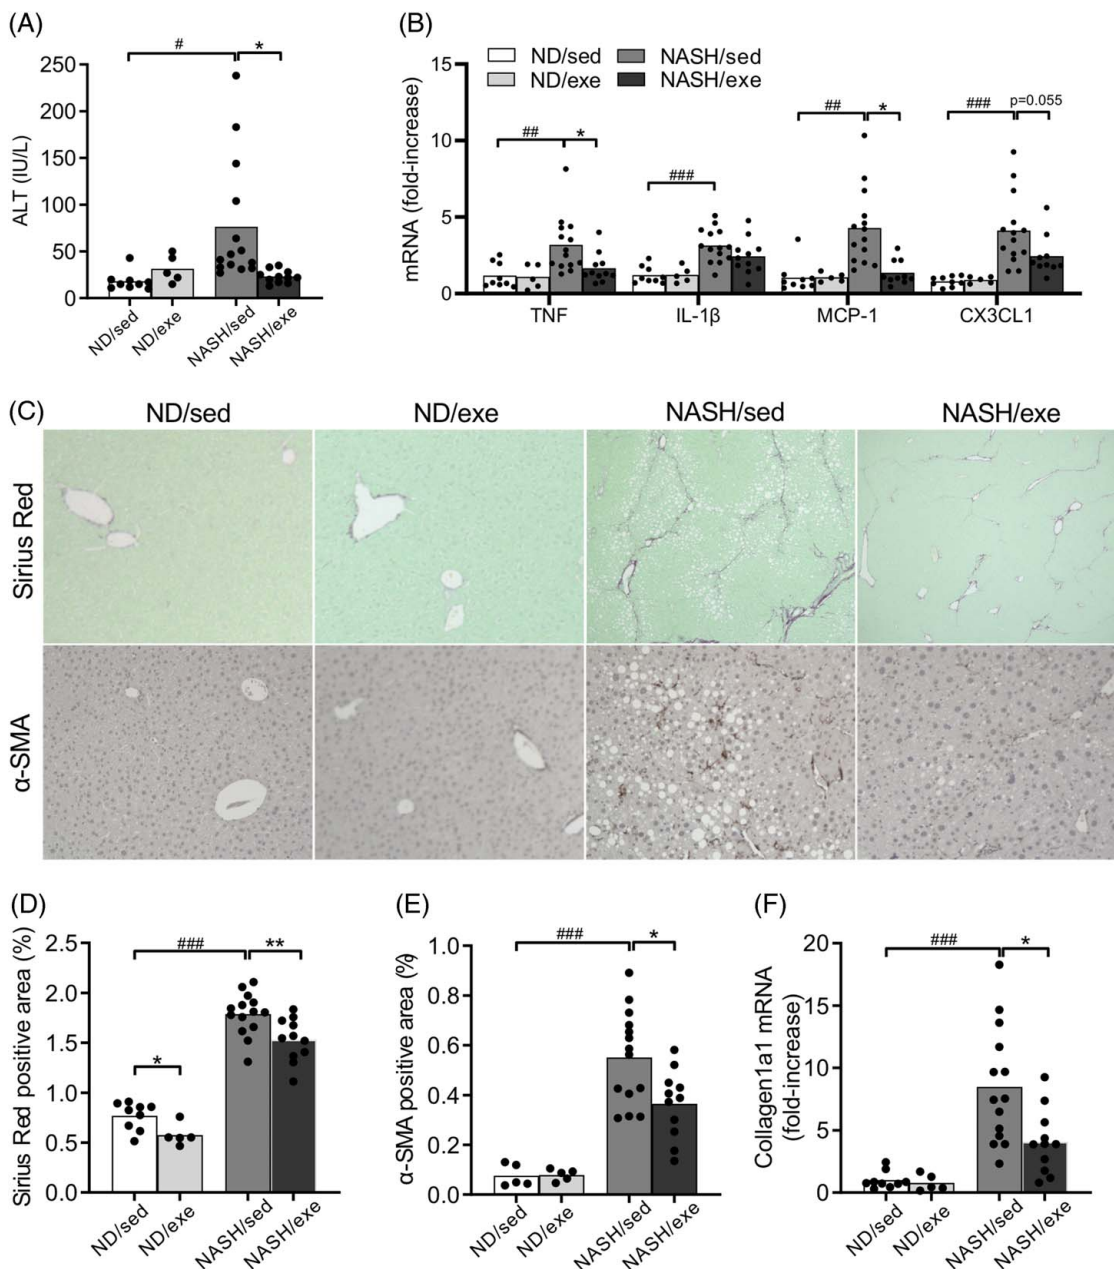 (A)
# *
ALT (IU/L)
250
200
150
100
50
0
ND/sed
ND/exe
NASH/sed
NASH/exe
(B)
ND/sed NASH/sed
ND/exe NASH/exe
mRNA (fold-increase)
15
10
5
0
## *
###
## *
### p=0.055
TNF IL-1β MCP-1 CX3CL1
(C)
ND/sed ND/exe NASH/sed NASH/exe
Sirius Red
α-SMA
(D)
### **
*
Sirius Red positive area (%)
2.5
2.0
1.5
1.0
0.5
0.0
ND/sed
ND/exe
NASH/sed
NASH/exe
(E)
### *
α-SMA positive area (%)
1.0
0.8
0.6
0.4
0.2
0.0
ND/sed
ND/exe
NASH/sed
NASH/exe
(F)
### *
Collagen1a1 mRNA
(fold-increase)
20
15
10
5
0
ND/sed
ND/exe
NASH/sed
NASH/exe